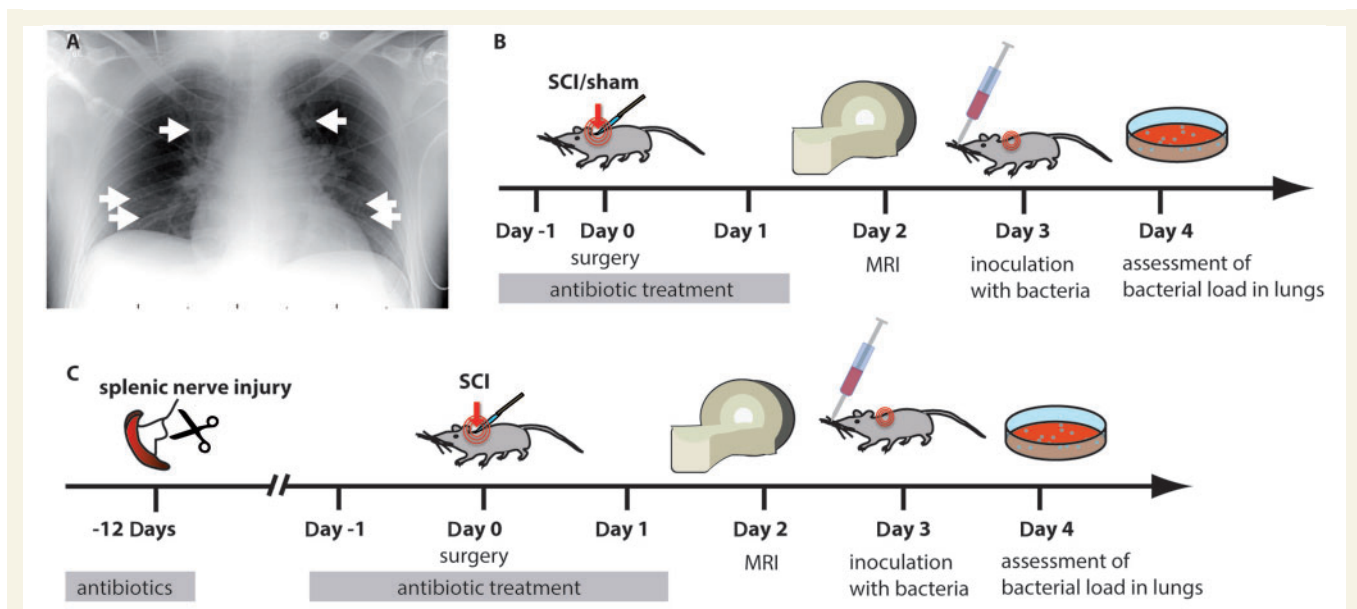 A
B
SCI/sham
Day -1 Day 0 Day 1 Day 2 Day 3 Day 4
surgery MRI inoculation assessment of
antibiotic treatment with bacteria bacterial load in lungs
C
splenic nerve injury SCI
-12 Days Day -1 Day 0 Day 1 Day 2 Day 3 Day 4
surgery MRI inoculation assessment of
antibiotics antibiotic treatment with bacteria bacterial load in lungs